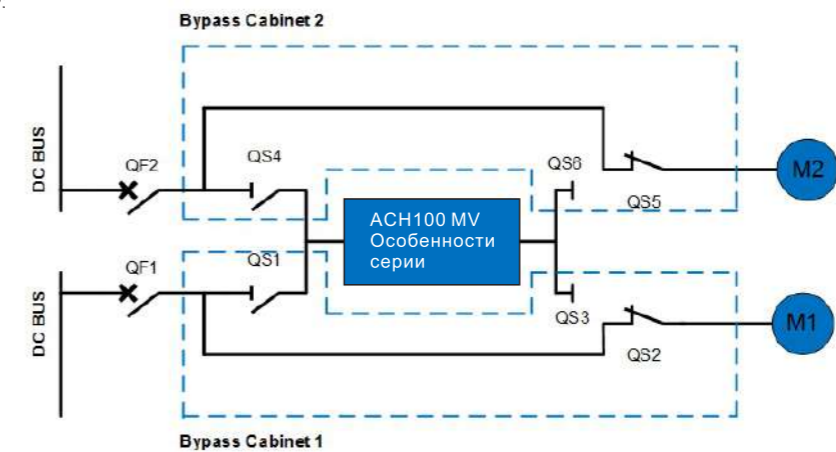 Bypass Cabinet 2
DC BUS
QF2
QS4
QS6
QS5
M2
ACH100 MV
Особенности
серии
DC BUS
QF1
QS1
QS3
QS2
M1
Bypass Cabinet 1